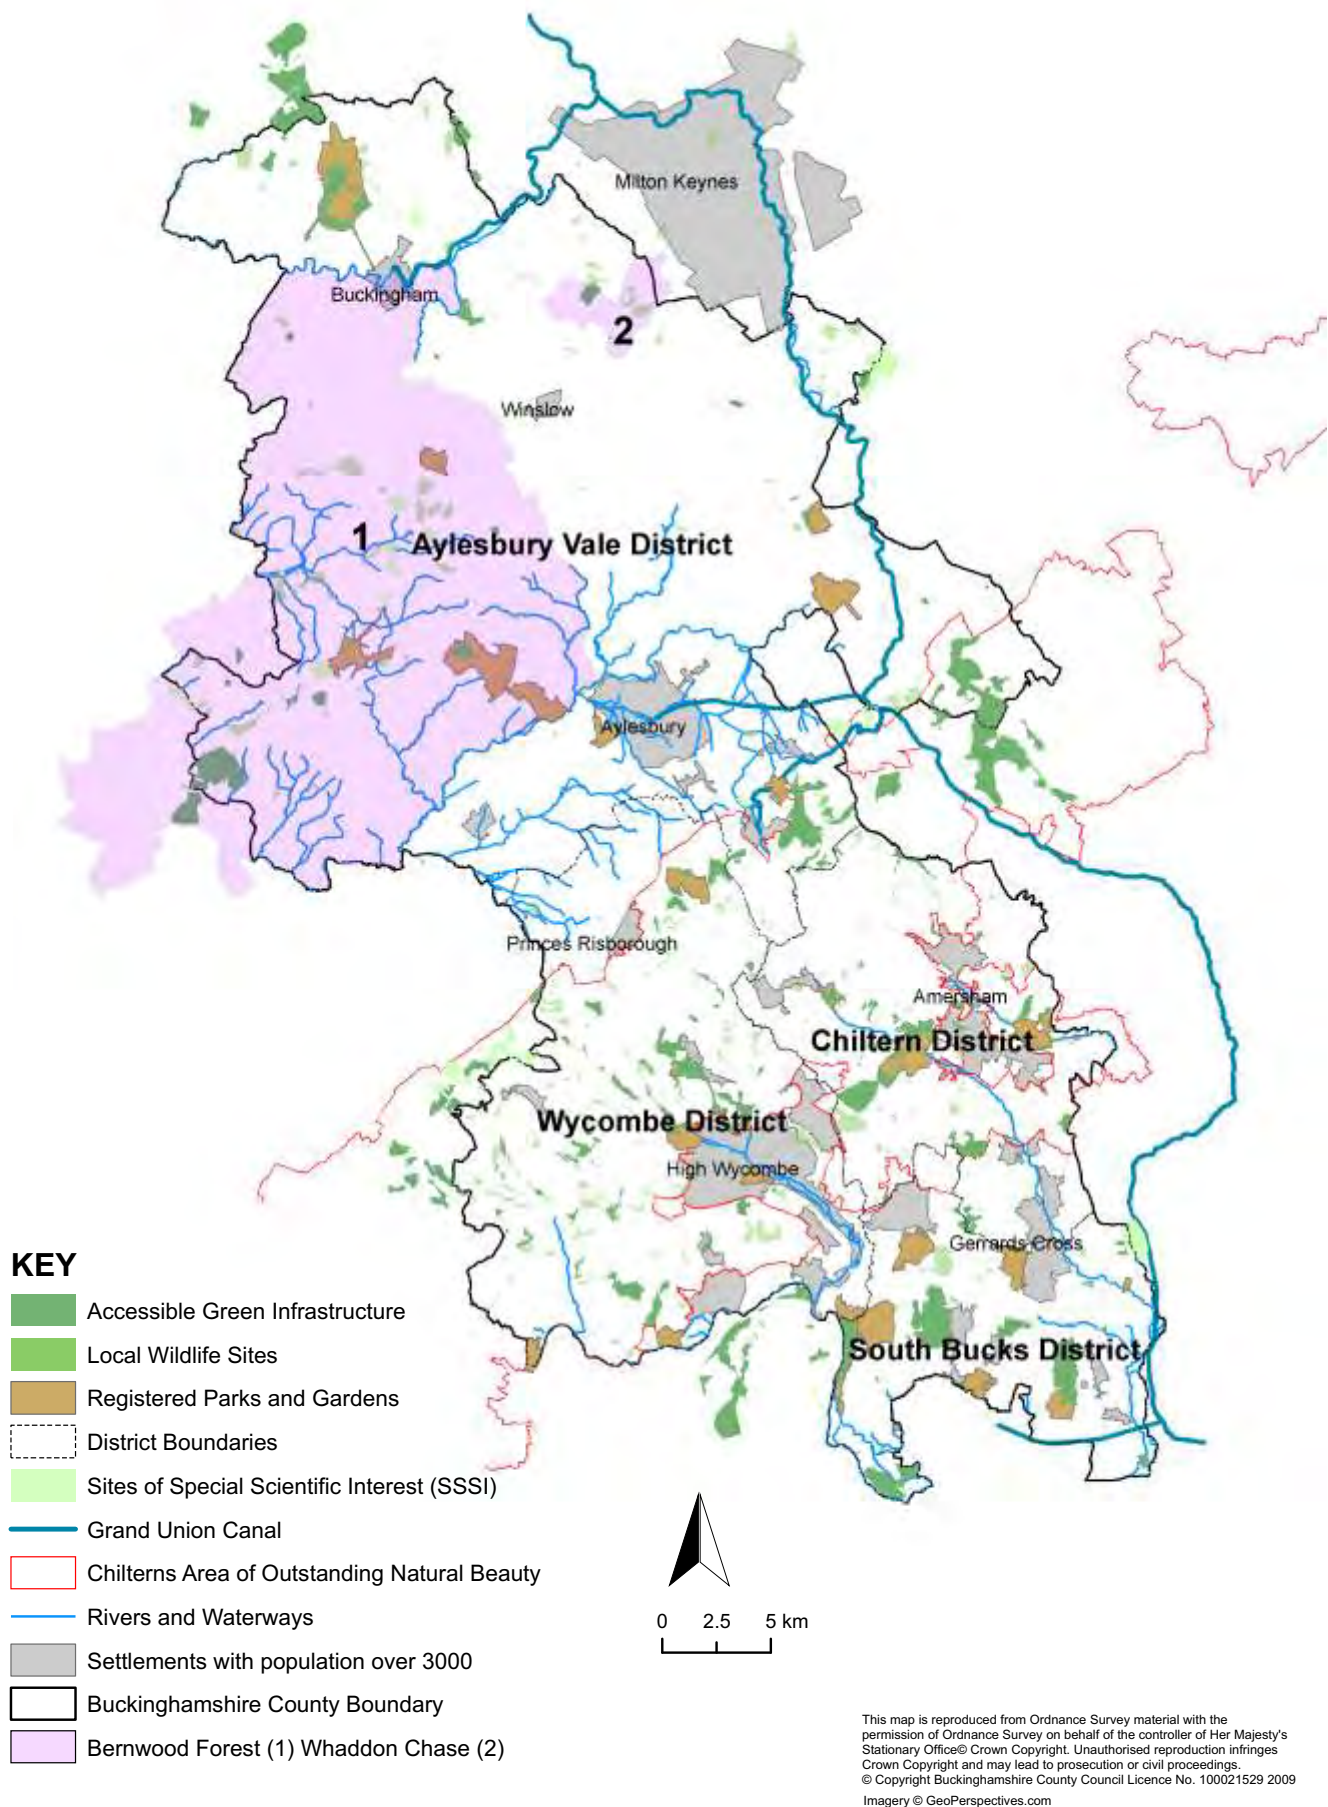 Milton Keynes
Buckingham
2
Winslow
1 Aylesbury Vale District
Aylesbury
Princes Risborough
Amersham
Chiltern District
Wycombe District
High Wycombe
Gerrards Cross
South Bucks District
KEY
Accessible Green Infrastructure
Local Wildlife Sites
Registered Parks and Gardens
District Boundaries
Sites of Special Scientific Interest (SSSI)
Grand Union Canal
Chilterns Area of Outstanding Natural Beauty
Rivers and Waterways
Settlements with population over 3000
Buckinghamshire County Boundary
Bernwood Forest (1) Whaddon Chase (2)
0 2.5 5 km
This map is reproduced from Ordnance Survey material with the
permission of Ordnance Survey on behalf of the controller of Her Majesty's
Stationary Office© Crown Copyright. Unauthorised reproduction infringes
Crown Copyright and may lead to prosecution or civil proceedings.
© Copyright Buckinghamshire County Council Licence No. 100021529 2009
Imagery © GeoPerspectives.com